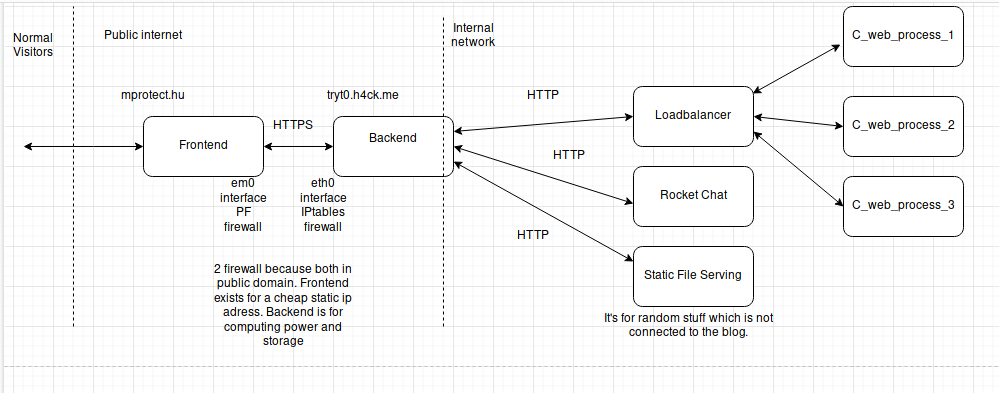 Normal
Visitors
Public internet
Internal
network
mprotect.hu
tryt0.h4ck.me
Frontend
HTTPS
Backend
em0
interface
PF
firewall
eth0
interface
IPtables
firewall
2 firewall because both in
public domain. Frontend
exists for a cheap static ip
adress. Backend is for
computing power and
storage
HTTP
HTTP
HTTP
Loadbalancer
Rocket Chat
Static File Serving
It's for random stuff which is not
connected to the blog.
C_web_process_1
C_web_process_2
C_web_process_3